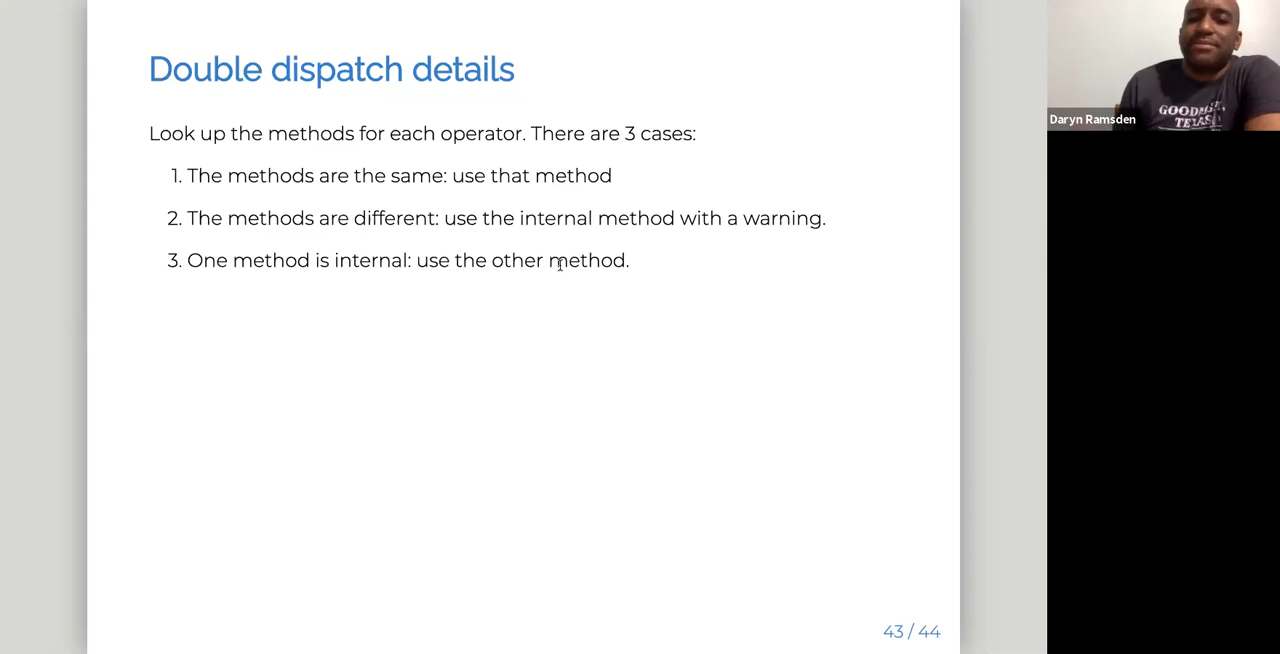 Double dispatch details
Look up the methods for each operator. There are 3 cases:
1. The methods are the same: use that method
2. The methods are different: use the internal method with a warning.
3. One method is internal: use the other method.
43 / 44
Daryn Ramsden